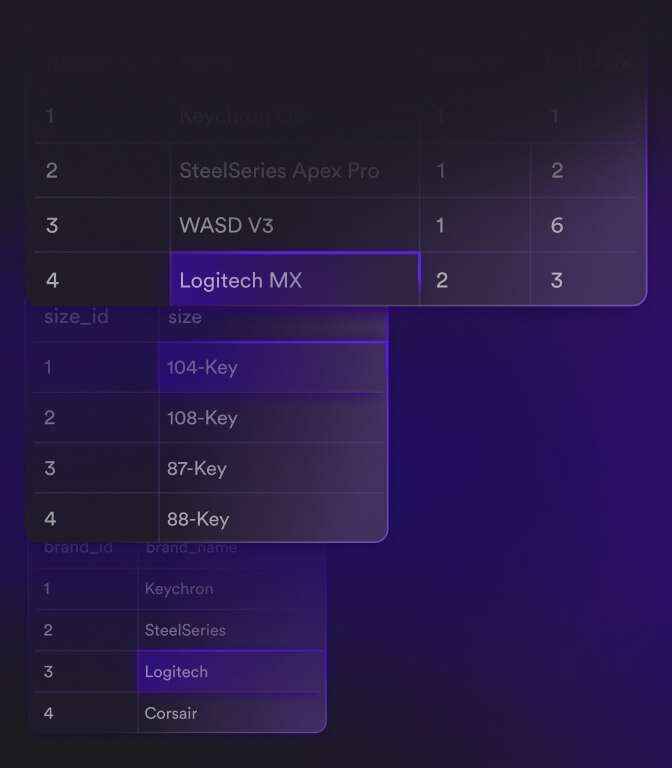 1 Keychron 1 1
2 SteelSeries Apex Pro 1 2
3 WASD V3 1 6
4 Logitech MX 2 3
size_id size
1 104-Key
2 108-Key
3 87-Key
4 88-Key
brand_id brand_name
1 Keychron
2 SteelSeries
3 Logitech
4 Corsair